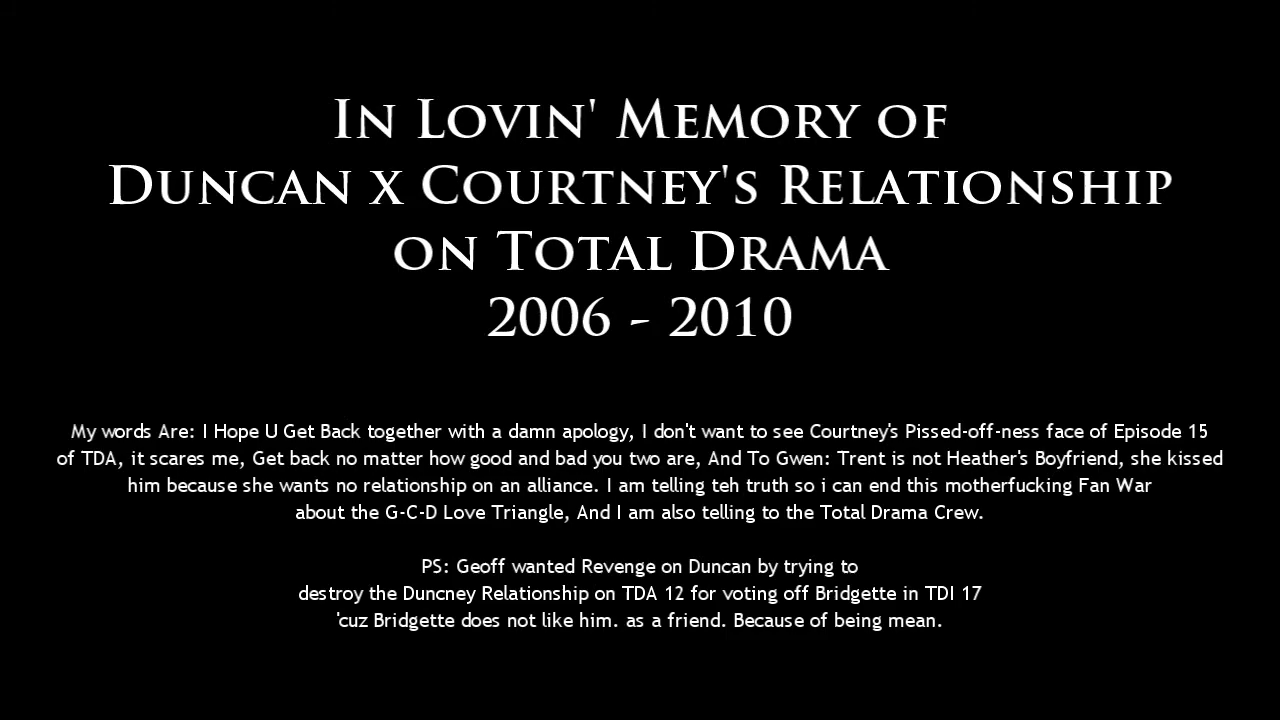 In Lovin' Memory of
Duncan x Courtney's Relationship
on Total Drama
2006 - 2010
My words Are: I Hope U Get Back together with a damn apology, I don't want to see Courtney's Pissed-off-ness face of Episode 15
of TDA, it scares me, Get back no matter how good and bad you two are, And To Gwen: Trent is not Heather's Boyfriend, she kissed
him because she wants no relationship on an alliance. I am telling teh truth so i can end this motherfucking Fan War
about the G-C-D Love Triangle, And I am also telling to the Total Drama Crew.
PS: Geoff wanted Revenge on Duncan by trying to
destroy the Duncney Relationship on TDA 12 for voting off Bridgette in TDI 17
'cuz Bridgette does not like him. as a friend. Because of being mean.